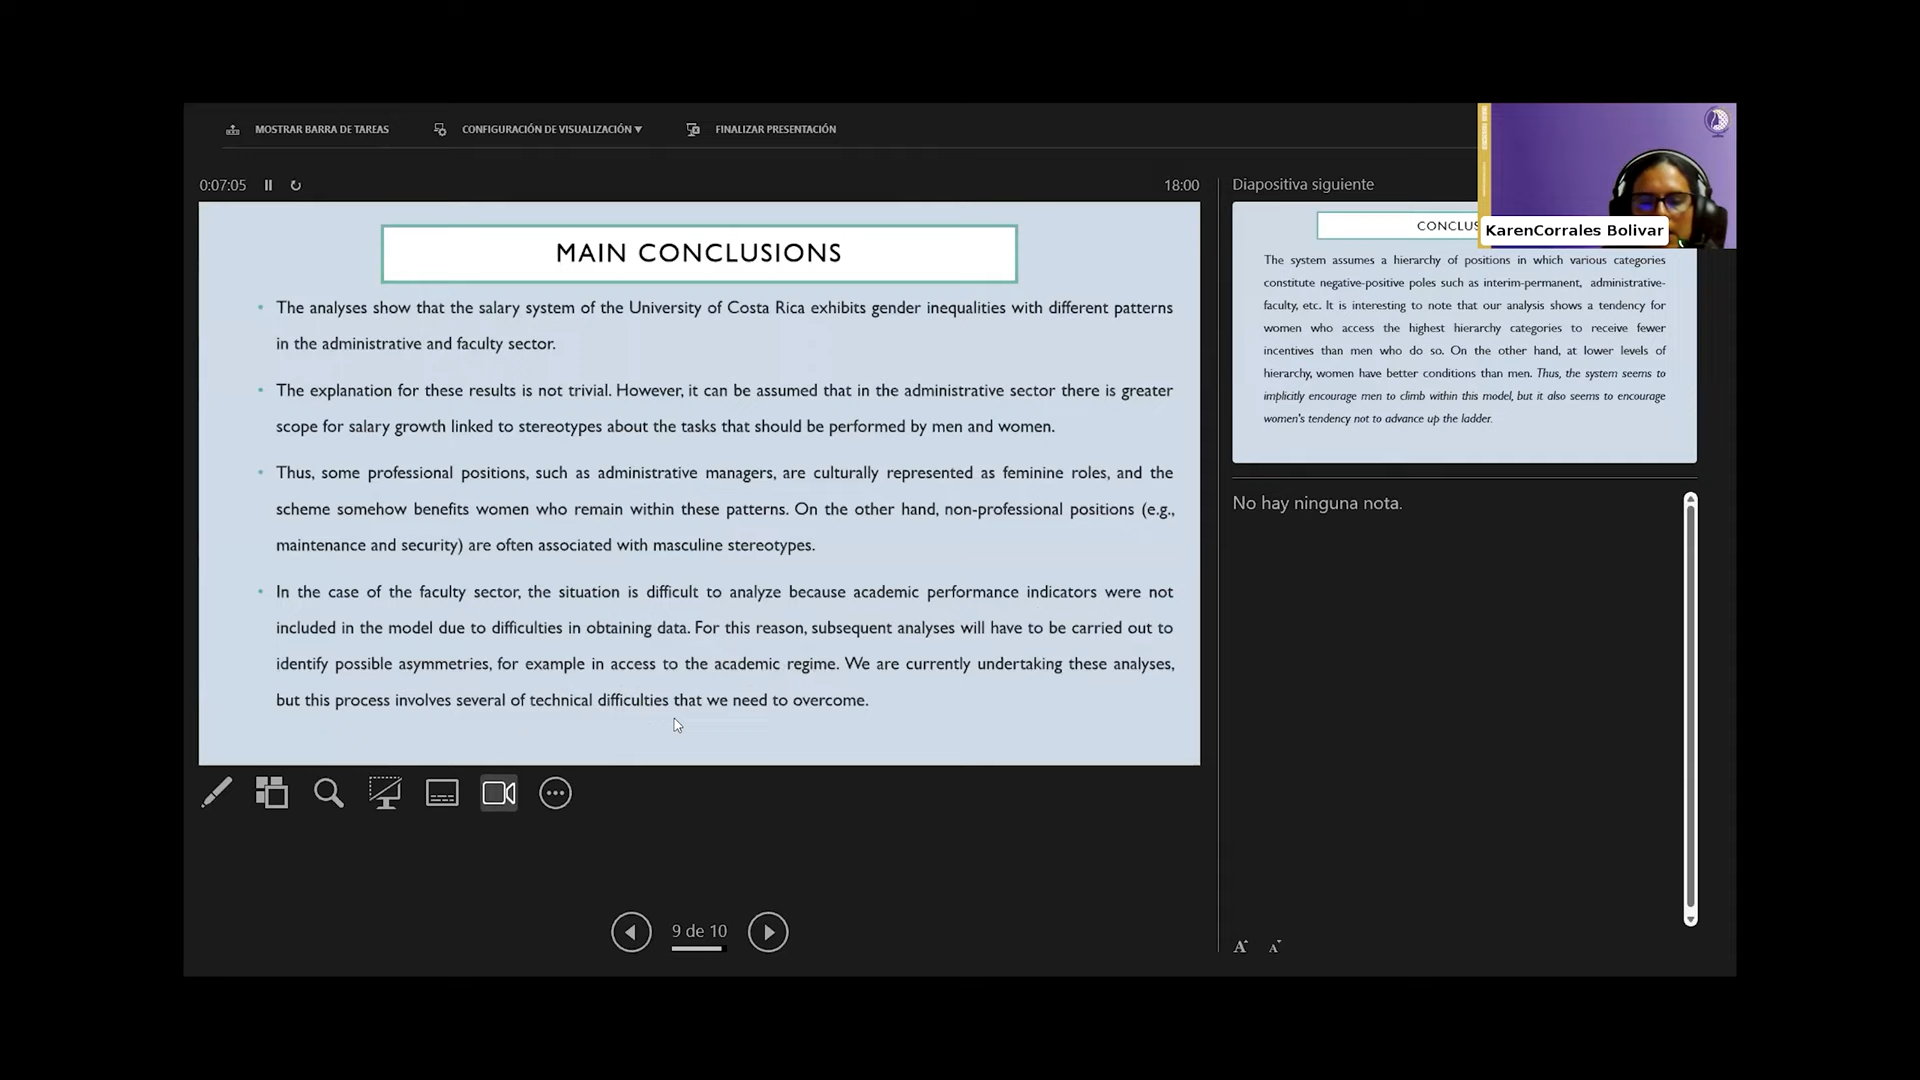 MOSTRAR BARRA DE TAREAS
CONFIGURACIÓN DE VISUALIZACIÓN ▼
FINALIZAR PRESENTACIÓN
0:07:05
18:00
MAIN CONCLUSIONS
• The analyses show that the salary system of the University of Costa Rica exhibits gender inequalities with different patterns
in the administrative and faculty sector.
• The explanation for these results is not trivial. However, it can be assumed that in the administrative sector there is greater
scope for salary growth linked to stereotypes about the tasks that should be performed by men and women.
• Thus, some professional positions, such as administrative managers, are culturally represented as feminine roles, and the
scheme somehow benefits women who remain within these patterns. On the other hand, non-professional positions (e.g.,
maintenance and security) are often associated with masculine stereotypes.
• In the case of the faculty sector, the situation is difficult to analyze because academic performance indicators were not
included in the model due to difficulties in obtaining data. For this reason, subsequent analyses will have to be carried out to
identify possible asymmetries, for example in access to the academic regime. We are currently undertaking these analyses,
but this process involves several of technical difficulties that we need to overcome.
9 de 10
Diapositiva siguiente
KarenCorrales Bolivar
CONCLUS
The system assumes a hierarchy of positions in which various categories
constitute negative-positive poles such as interim-permanent, administrative-
faculty, etc. It is interesting to note that our analysis shows a tendency for
women who access the highest hierarchy categories to receive fewer
incentives than men who do so. On the other hand, at lower levels of
hierarchy, women have better conditions than men. Thus, the system seems to
implicitly encourage men to climb within this model, but it also seems to encourage
women's tendency not to advance up the ladder.
No hay ninguna nota.
A A